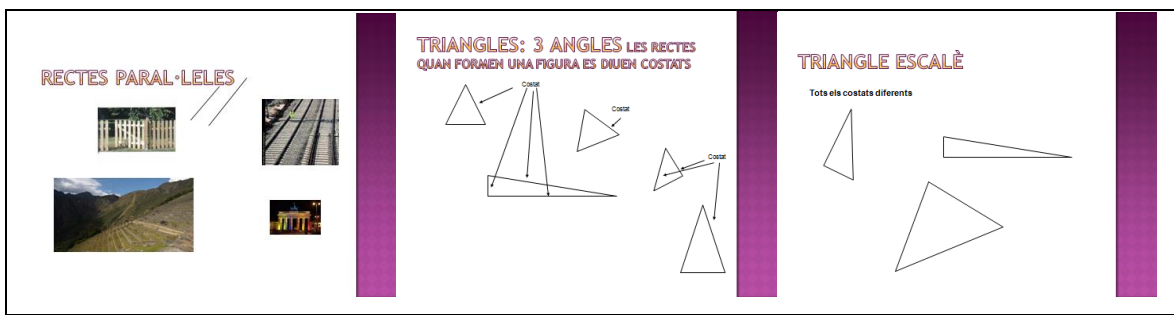 RECTES PARAL·LELES
TRIANGLES: 3 ANGLES LES RECTES
QUAN FORMEN UNA FIGURA ES DIUEN COSTATS
Costat
Costat
Costat
TRIANGLE ESCALÈ
Tots els costats diferents